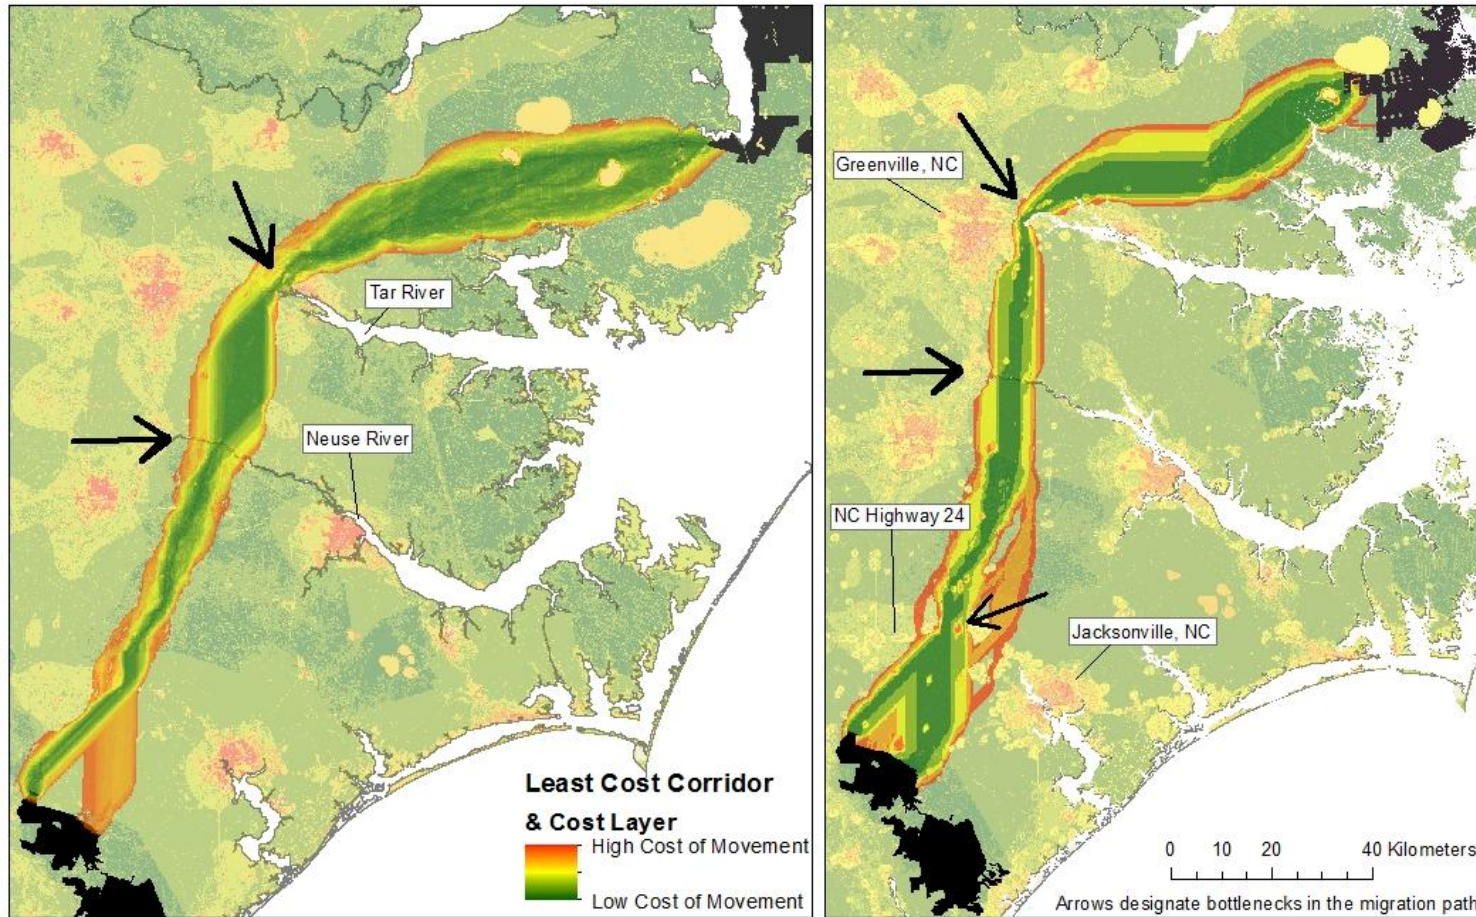 Tar River
Neuse River
Least Cost Corridor
& Cost Layer
High Cost of Movement
Low Cost of Movement
Greenville, NC
NC Highway 24
Jacksonville, NC
0 10 20 40 Kilometers
Arrows designate bottlenecks in the migration path